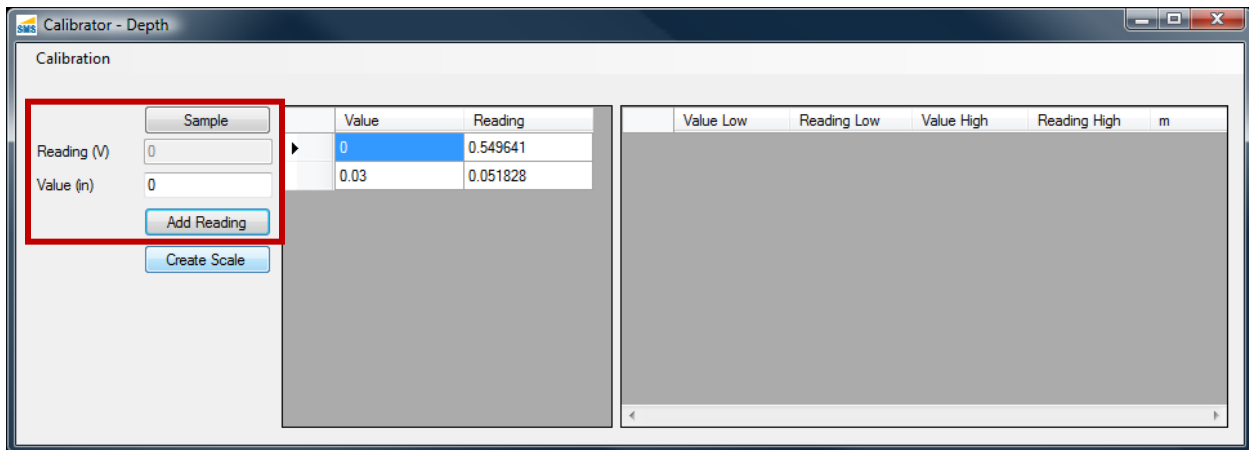 SMS Calibrator - Depth
Calibration
Sample
Reading (V) 0
Value (in) 0
Add Reading
Create Scale
Value Reading
0 0.549641
0.03 0.051828
Value Low Reading Low Value High Reading High m